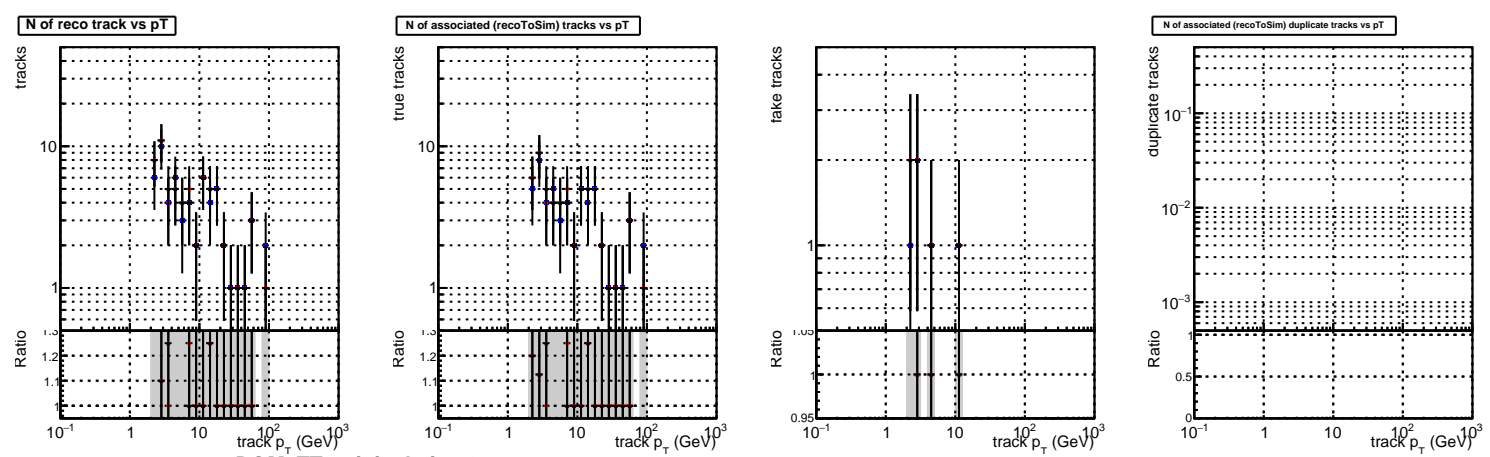 N of reco track vs pT
tracks
10
1
Ratio
1.3
1.2
1.1
1
10⁻¹ 1 10 10² 10³
track p_T (GeV)
N of associated (recoToSim) tracks vs pT
true tracks
10
1
Ratio
1.3
1.2
1.1
1
10⁻¹ 1 10 10² 10³
track p_T (GeV)
fake tracks
1
Ratio
1.05
1
0.95
10⁻¹ 1 10 10² 10³
track p_T (GeV)
N of associated (recoToSim) duplicate tracks vs pT
duplicate tracks
10⁻¹
10⁻²
10⁻³
Ratio
1
0.5
0
10⁻¹ 1 10 10² 10³
track p_T (GeV)